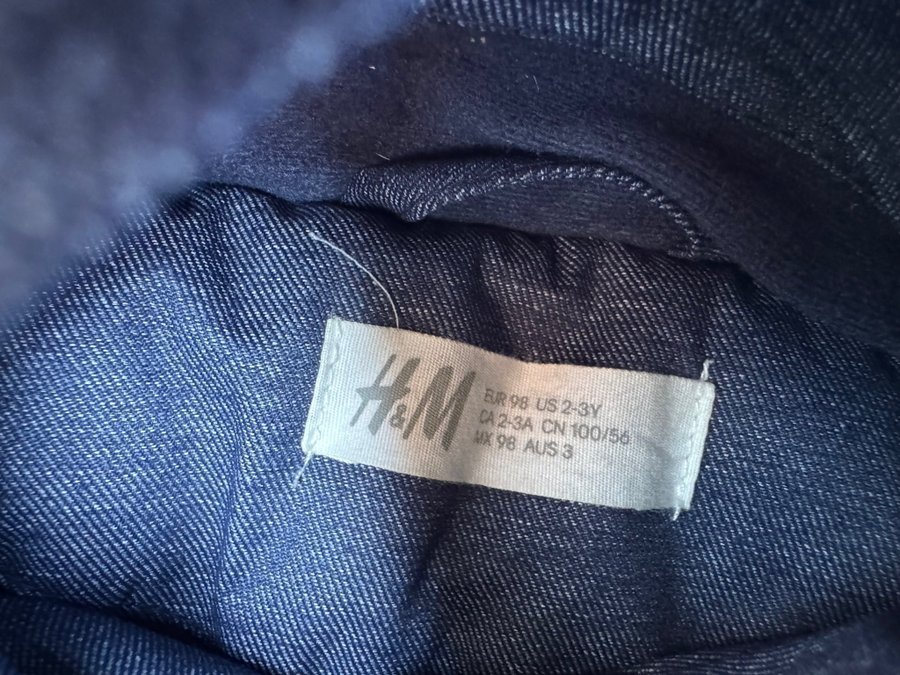 H&M
EUR 98 US 2-3Y
CA 2-3A CN 100/56
MX 98 AUS 3